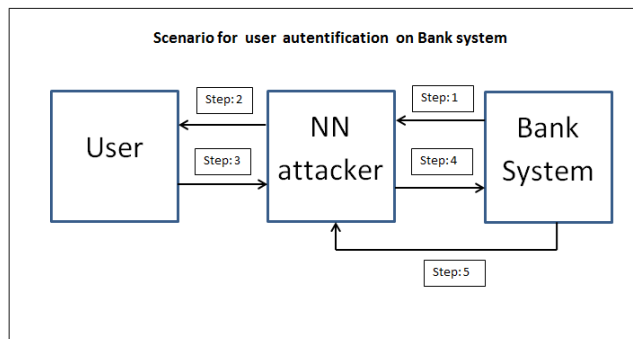 Scenario for user autentification on Bank system
Step: 2
Step: 1
User
NN
attacker
Bank
System
Step: 3
Step: 4
Step: 5